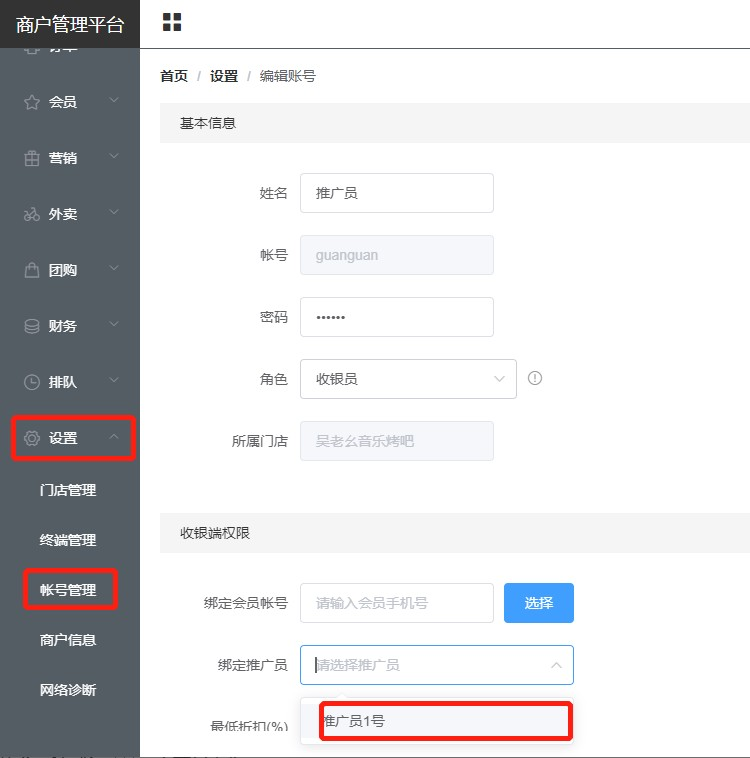 商户管理平台
订单
会员
营销
外卖
团购
财务
排队
设置
门店管理
终端管理
帐号管理
商户信息
网络诊断
首页 / 设置 / 编辑账号
基本信息
姓名 推广员
帐号 guanguan
密码 ••••••
角色 收银员
所属门店 吴老幺音乐烤吧
收银端权限
绑定会员帐号 请输入会员手机号 选择
绑定推广员 请选择推广员
推广员1号
最低折扣(%)